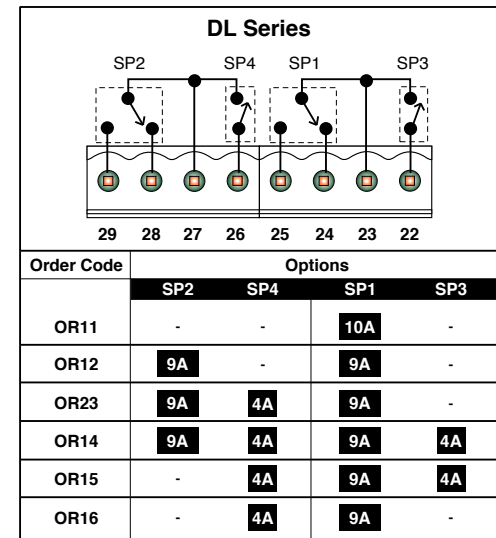 DL Series
SP2 SP4 SP1 SP3
29 28 27 26 25 24 23 22
Order Code Options
SP2 SP4 SP1 SP3
OR11 - - 10A -
OR12 9A - 9A -
OR23 9A 4A 9A -
OR14 9A 4A 9A 4A
OR15 - 4A 9A 4A
OR16 - 4A 9A -